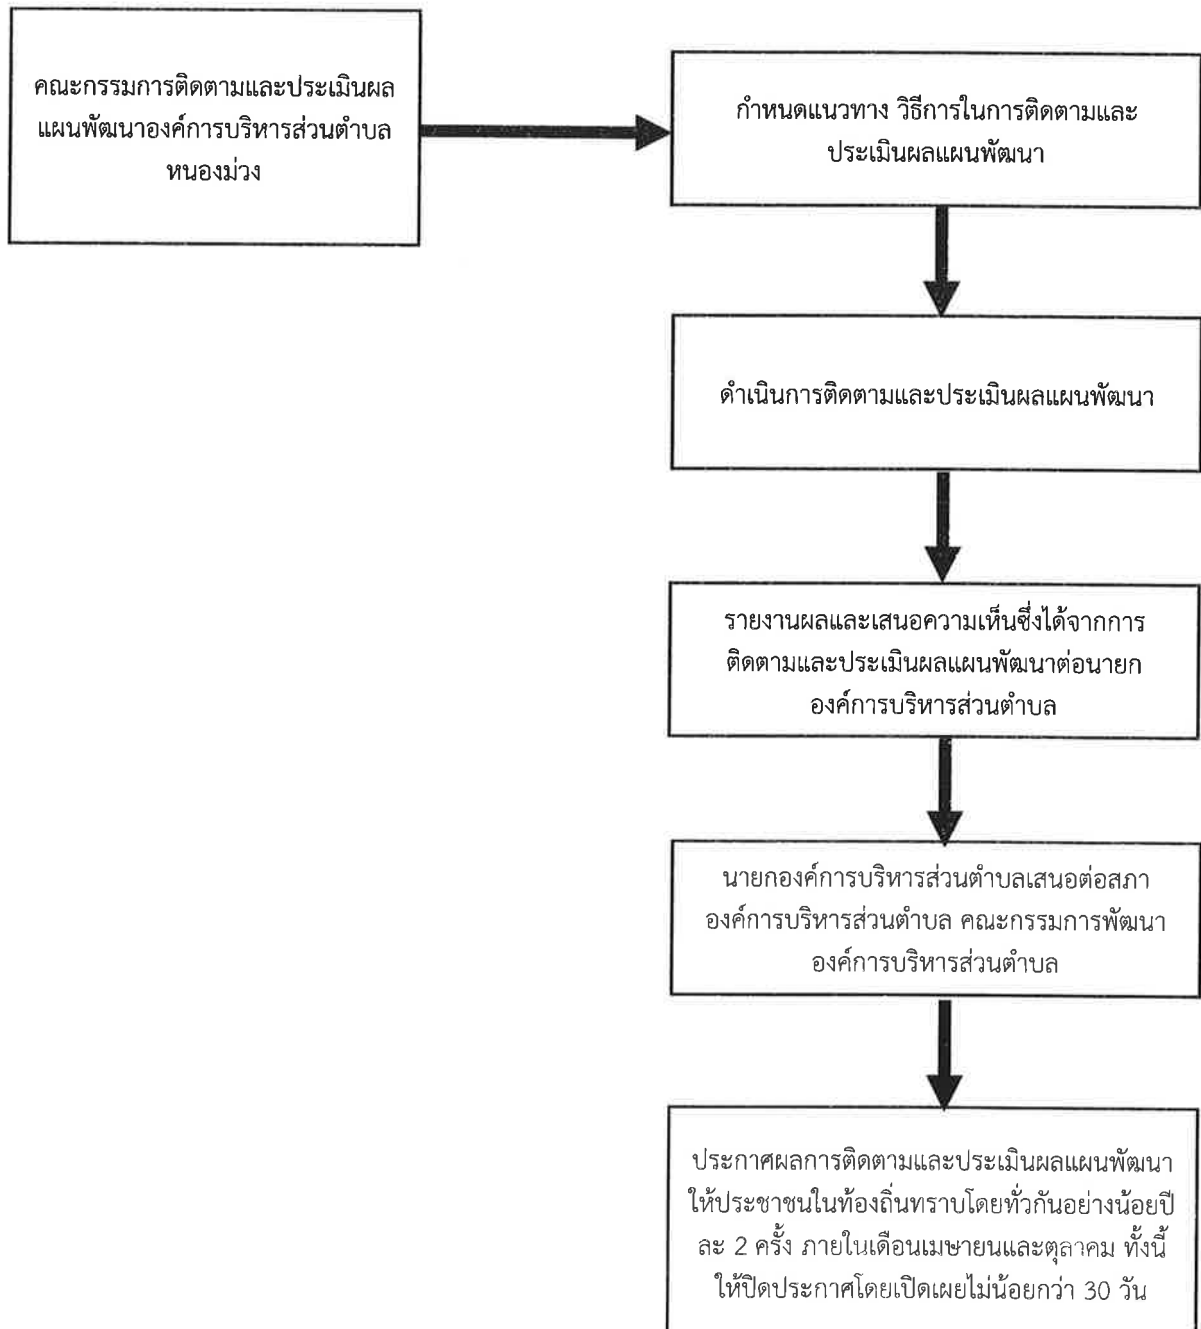 คณะกรรมการติดตามและประเมินผล
แผนพัฒนาองค์การบริหารส่วนตำบล
หนองม่วง
กำหนดแนวทาง วิธีการในการติดตามและ
ประเมินผลแผนพัฒนา
ดำเนินการติดตามและประเมินผลแผนพัฒนา
รายงานผลและเสนอความเห็นซึ่งได้จากการ
ติดตามและประเมินผลแผนพัฒนาต่อนายก
องค์การบริหารส่วนตำบล
นายกองค์การบริหารส่วนตำบลเสนอต่อสภา
องค์การบริหารส่วนตำบล คณะกรรมการพัฒนา
องค์การบริหารส่วนตำบล
ประกาศผลการติดตามและประเมินผลแผนพัฒนา
ให้ประชาชนในท้องถิ่นทราบโดยทั่วกันอย่างน้อยปี
ละ 2 ครั้ง ภายในเดือนเมษายนและตุลาคม ทั้งนี้
ให้ปิดประกาศโดยเปิดเผยไม่น้อยกว่า 30 วัน